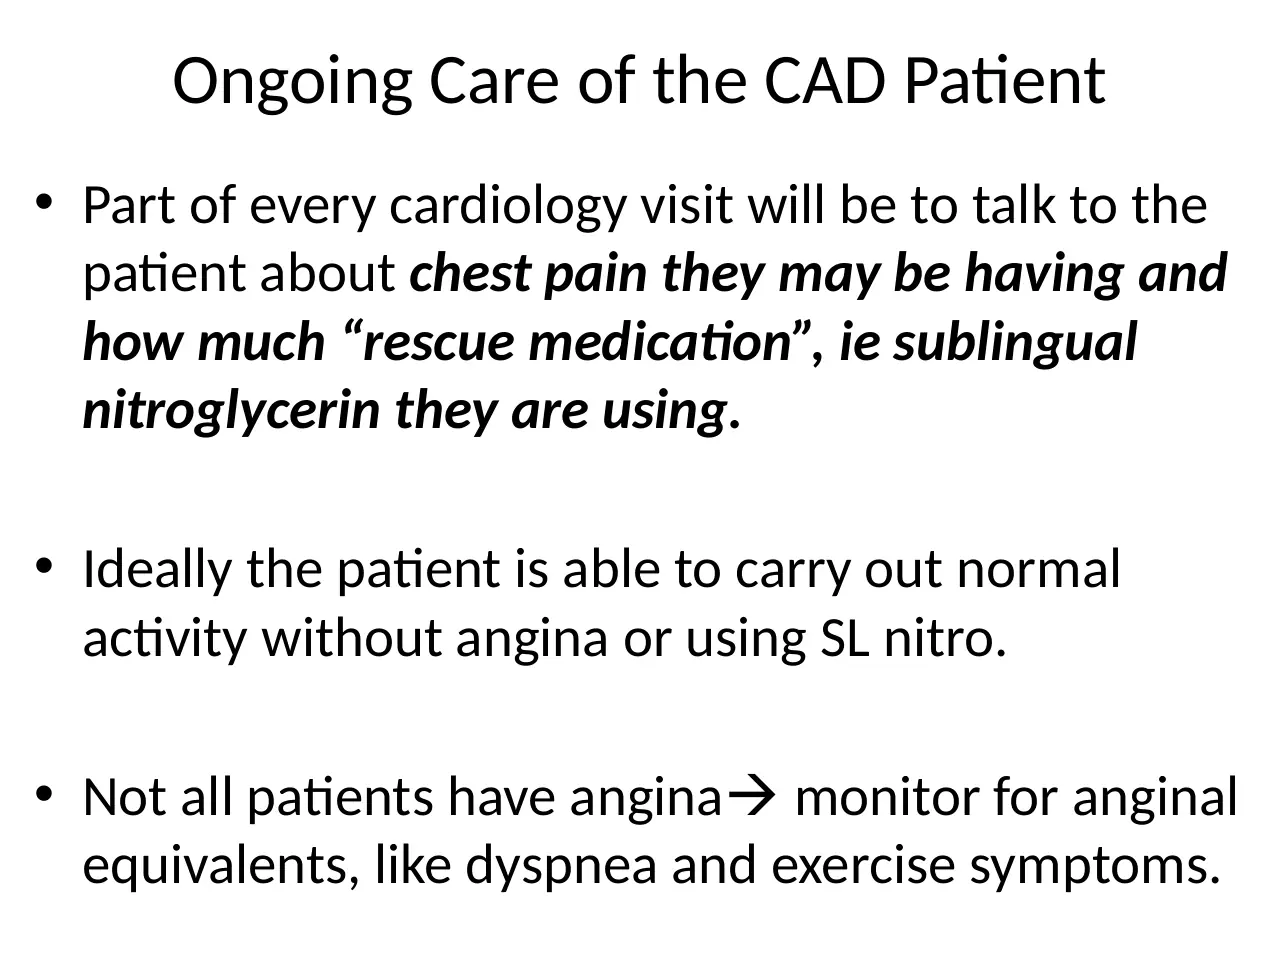 Ongoing Care of the CAD Patient
• Part of every cardiology visit will be to talk to the
patient about chest pain they may be having and
how much “rescue medication”, ie sublingual
nitroglycerin they are using.
• Ideally the patient is able to carry out normal
activity without angina or using SL nitro.
• Not all patients have angina→ monitor for anginal
equivalents, like dyspnea and exercise symptoms.